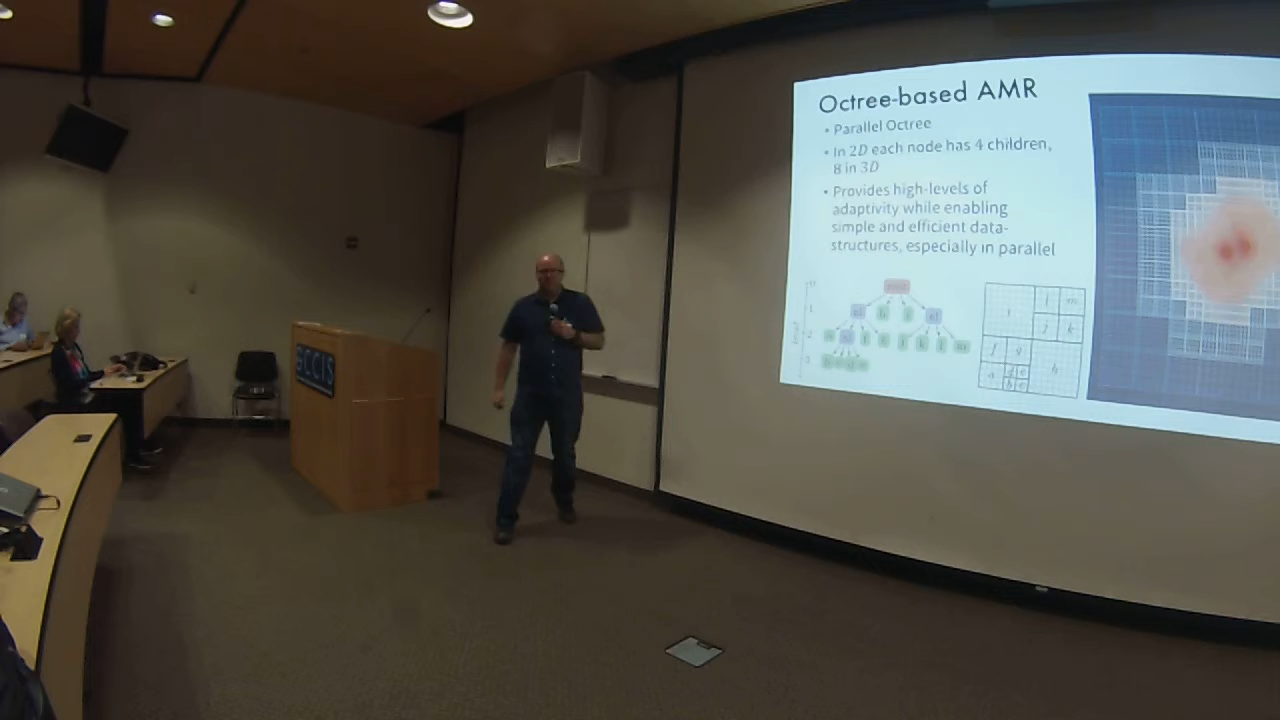 Octree-based AMR
• Parallel Octree
• In 2D each node has 4 children,
8 in 3D
• Provides high-levels of
adaptivity while enabling
simple and efficient data-
structures, especially in parallel
CCIS